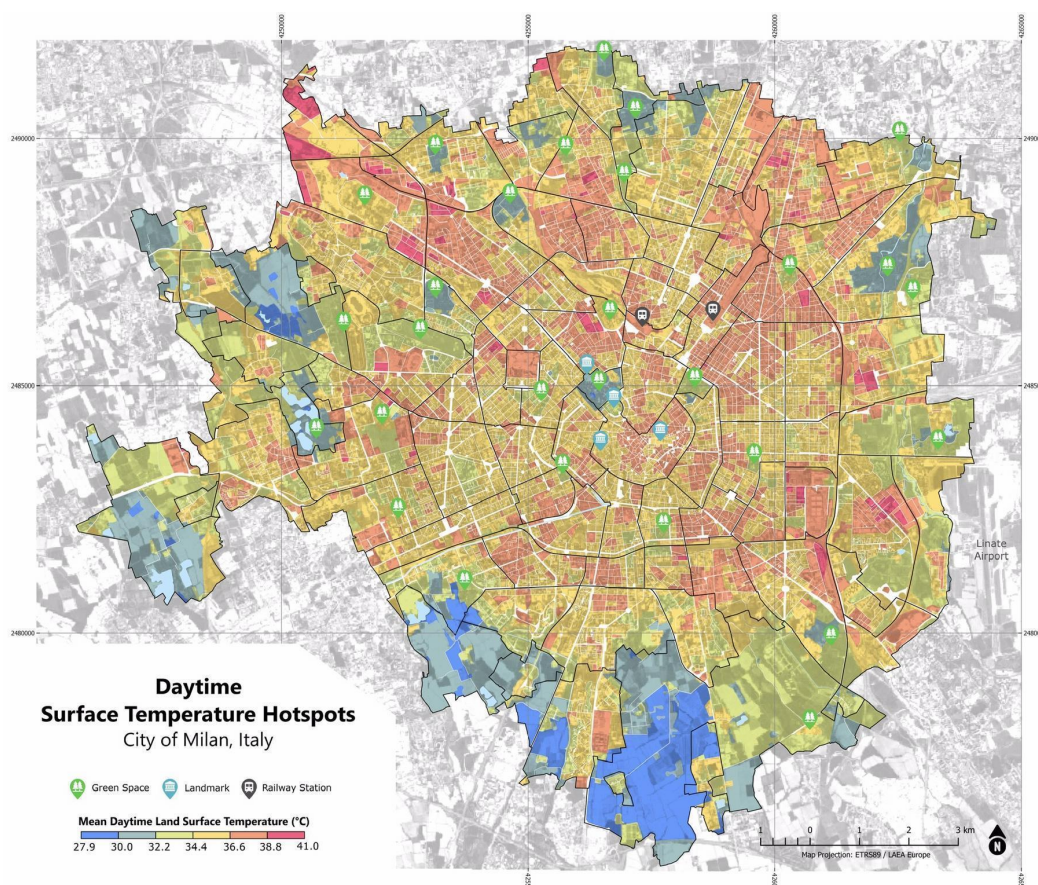 4250000
4255000
4260000
4265000
2490000
2485000
2480000
Linate
Airport
Daytime
Surface Temperature Hotspots
City of Milan, Italy
Green Space Landmark Railway Station
Mean Daytime Land Surface Temperature (°C)
27.9 30.0 32.2 34.4 36.6 38.8 41.0
1 0 1 2 3 km
Map Projection: ETRS89 / LAEA Europe
N